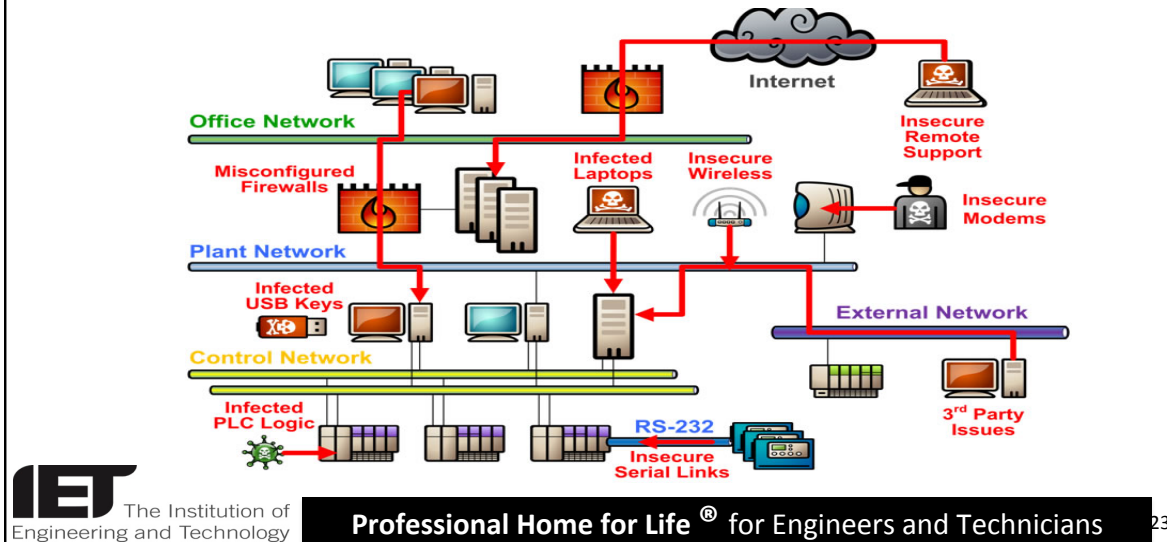 Internet
Insecure
Remote
Support
Office Network
Misconfigured
Firewalls
Infected
Laptops
Insecure
Wireless
Insecure
Modems
Plant Network
Infected
USB Keys
External Network
Control Network
Infected
PLC Logic
RS-232
Insecure
Serial Links
3rd Party
Issues
IET
The Institution of
Engineering and Technology
Professional Home for Life ® for Engineers and Technicians
23